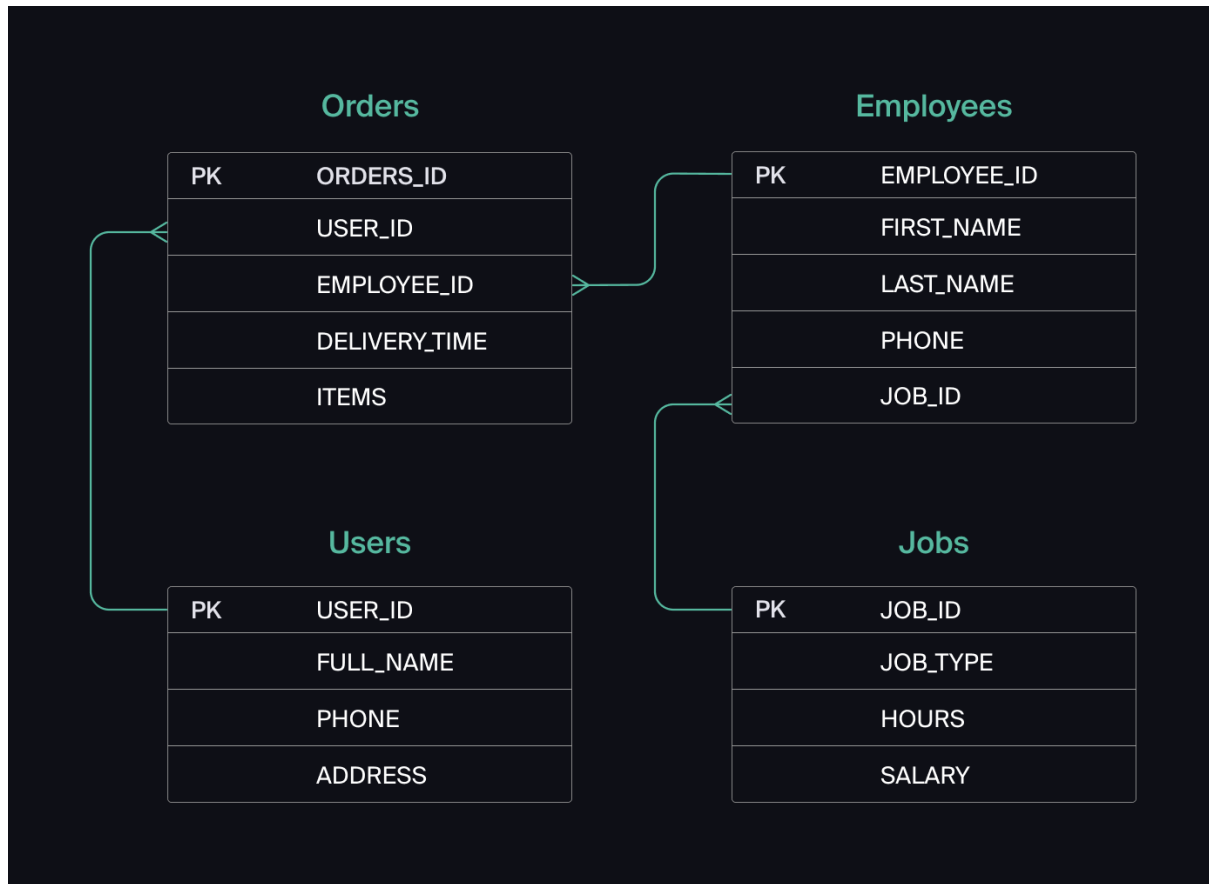 Orders
PK ORDERS_ID
USER_ID
EMPLOYEE_ID
DELIVERY_TIME
ITEMS
Employees
PK EMPLOYEE_ID
FIRST_NAME
LAST_NAME
PHONE
JOB_ID
Users
PK USER_ID
FULL_NAME
PHONE
ADDRESS
Jobs
PK JOB_ID
JOB_TYPE
HOURS
SALARY